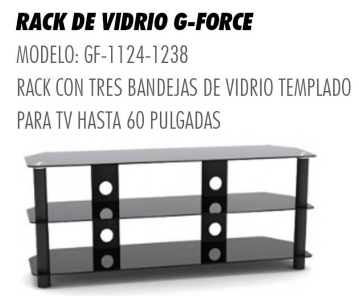 RACK DE VIDRIO G-FORCE
MODELO: GF-1124-1238
RACK CON TRES BANDEJAS DE VIDRIO TEMPLADO
PARA TV HASTA 60 PULGADAS